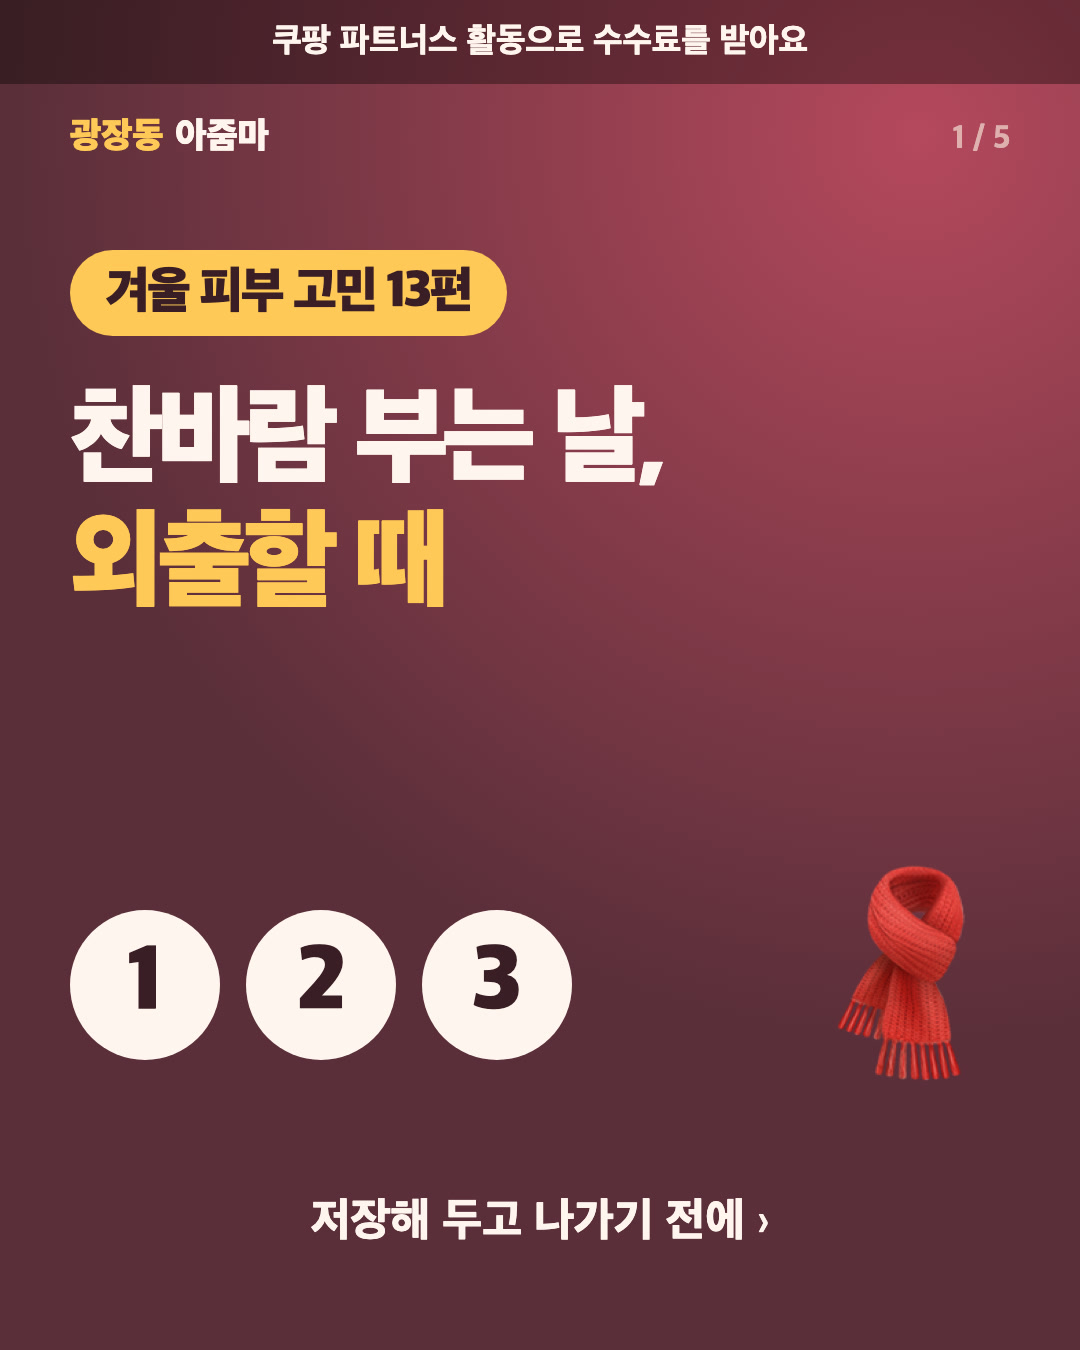 쿠팡 파트너스 활동으로 수수료를 받아요
광장동 아줌마
1 / 5
겨울 피부 고민 13편
찬바람 부는 날,
외출할 때
1 2 3
저장해 두고 나가기 전에 ›